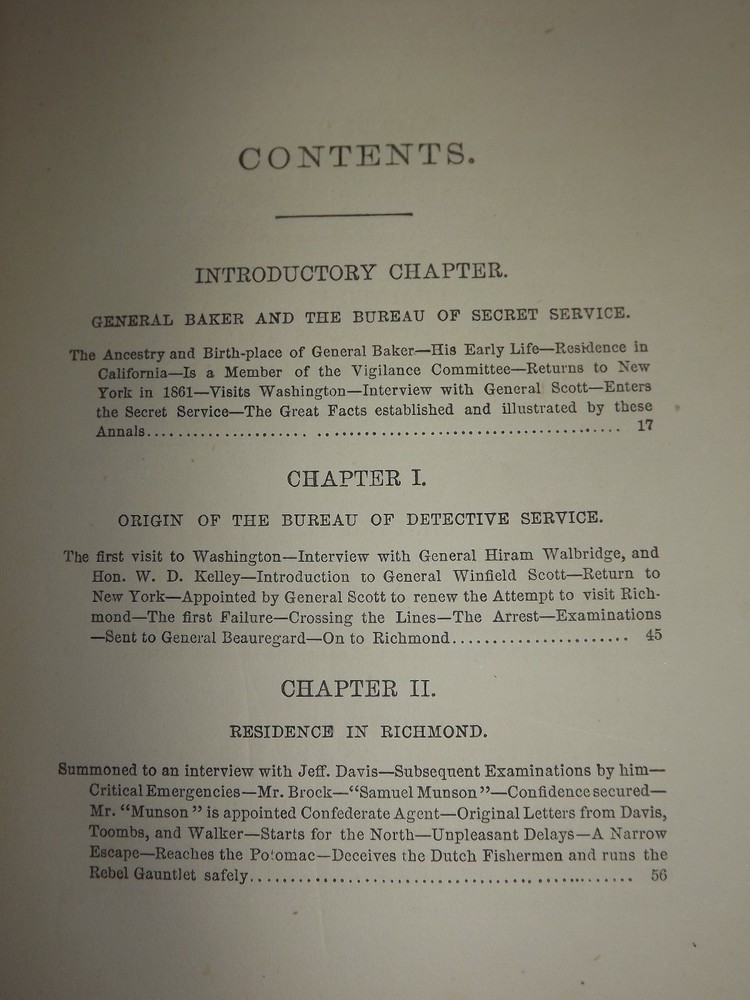 CONTENTS.
INTRODUCTORY CHAPTER.
GENERAL BAKER AND THE BUREAU OF SECRET SERVICE.
The Ancestry and Birth-place of General Baker—His Early Life—Residence in
California—Is a Member of the Vigilance Committee—Returns to New
York in 1861—Visits Washington—Interview with General Scott—Enters
the Secret Service—The Great Facts established and illustrated by these
Annals.................... ...................................... 17
CHAPTER I.
ORIGIN OF THE BUREAU OF DETECTIVE SERVICE.
The first visit to Washington—Interview with General Hiram Walbridge, and
Hon. W. D. Kelley—Introduction to General Winfield Scott—Return to
New York—Appointed by General Scott to renew the Attempt to visit Rich-
mond—The first Failure—Crossing the Lines—The Arrest—Examinations
—Sent to General Beauregard—On to Richmond...................... 45
CHAPTER II.
RESIDENCE IN RICHMOND.
Summoned to an interview with Jeff. Davis—Subsequent Examinations by him—
Critical Emergencies—Mr. Brock—“Samuel Munson”—Confidence secured—
Mr. “Munson” is appointed Confederate Agent—Original Letters from Davis,
Toombs, and Walker—Starts for the North—Unpleasant Delays—A Narrow
Escape—Reaches the Potomac—Deceives the Dutch Fishermen and runs the
Rebel Gauntlet safely........................................... 56